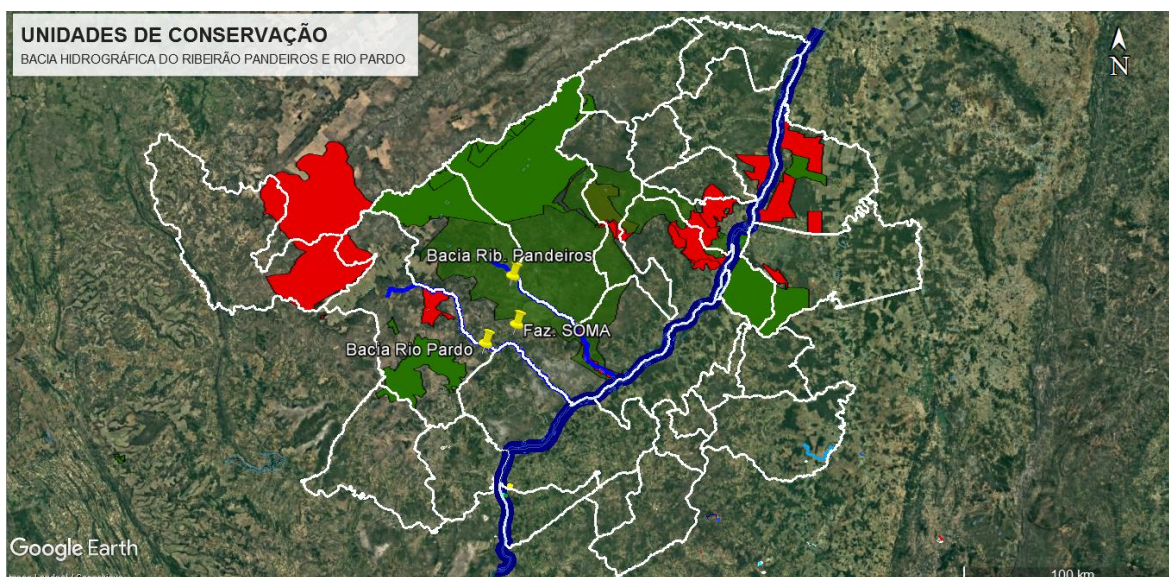 UNIDADES DE CONSERVAÇÃO
BACIA HIDROGRÁFICA DO RIBEIRÃO PANDEIROS E RIO PARDO
N
Bacia Rib. Pandeiros
Faz. SOMA
Bacia Rio Pardo
Google Earth
100 km